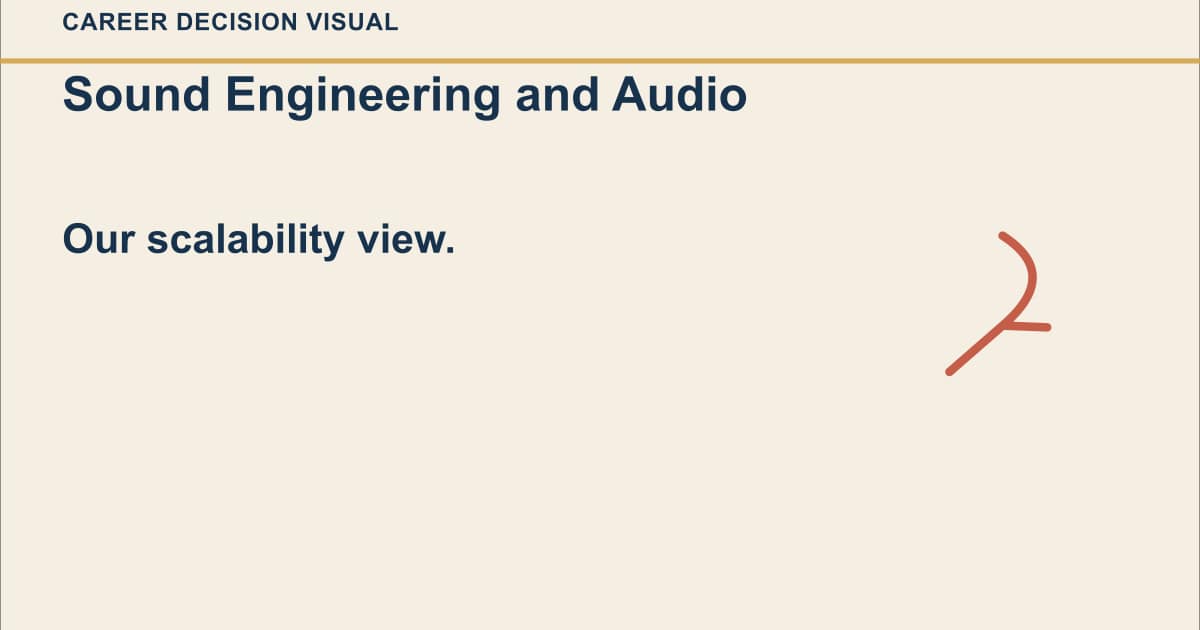 CAREER DECISION VISUAL
Sound Engineering and Audio
Our scalability view.